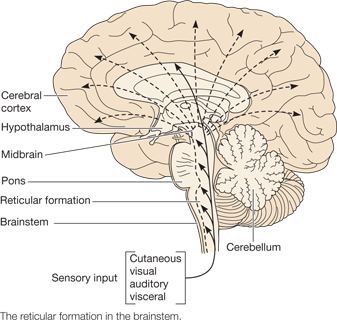 Cerebral
cortex
Hypothalamus
Midbrain
Pons
Reticular formation
Brainstem
Cerebellum
Sensory input
Cutaneous
visual
auditory
visceral
The reticular formation in the brainstem.